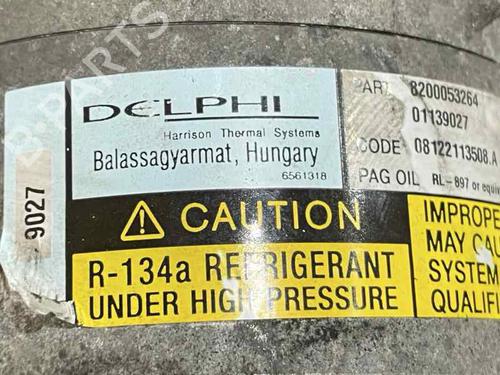 DELPHI
Harrison Thermal Systems
Balassagyarmat, Hungary
6561318
9027
PART 8200053264
01139027
CODE 08122113508.A
PAG OIL RL-897 or equiv
CAUTION
R-134a REFRIGERANT
UNDER HIGH PRESSURE
IMPROPE
MAY CAU
SYSTEM
QUALIFI
B-PARTS